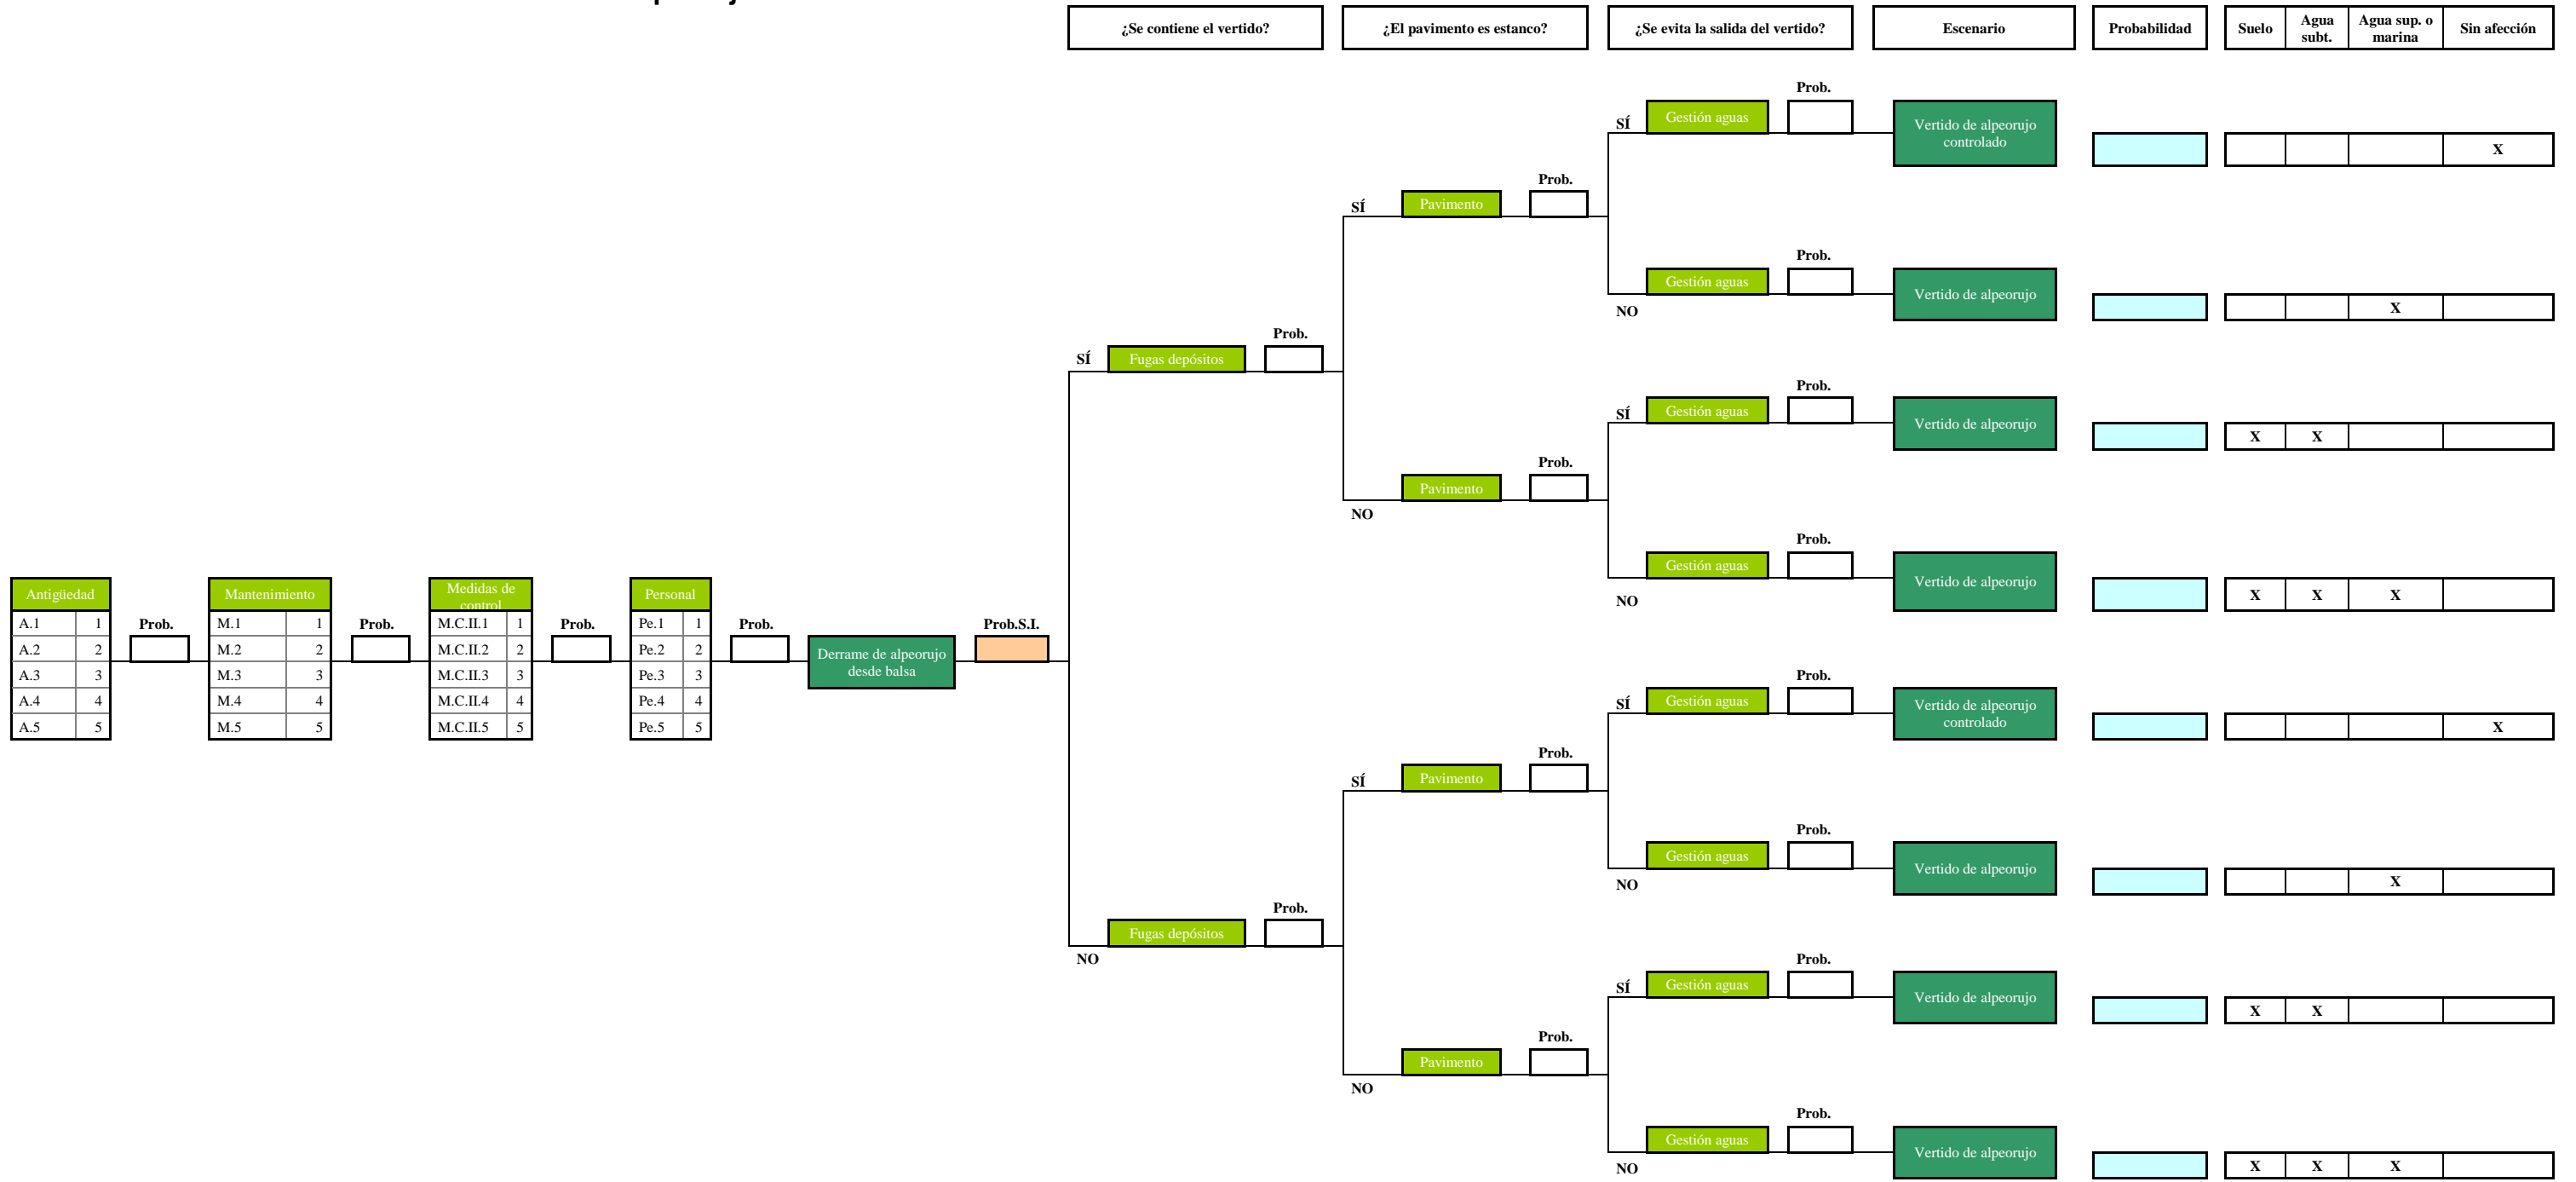 ¿Se contiene el vertido?
¿El pavimento es estanco?
¿Se evita la salida del vertido?
Escenario
Probabilidad
Suelo
Agua
subt.
Agua sup. o
marina
Sin afección
Prob.
SÍ
Gestión aguas
Vertido de alpeorujo
controlado
X
Prob.
SÍ
Pavimento
Prob.
Gestión aguas
Vertido de alpeorujo
NO
X
Prob.
SÍ
Fugas depósitos
Prob.
SÍ
Gestión aguas
Vertido de alpeorujo
X
X
Prob.
Pavimento
NO
Prob.
Gestión aguas
Vertido de alpeorujo
NO
X
X
X
Antigüedad
A.1 1
A.2 2
A.3 3
A.4 4
A.5 5
Prob.
Mantenimiento
M.1 1
M.2 2
M.3 3
M.4 4
M.5 5
Prob.
Medidas de
control
M.C.II.1 1
M.C.II.2 2
M.C.II.3 3
M.C.II.4 4
M.C.II.5 5
Prob.
Personal
Pe.1 1
Pe.2 2
Pe.3 3
Pe.4 4
Pe.5 5
Prob.
Derrame de alpeorujo
desde balsa
Prob.S.I.
Prob.
SÍ
Gestión aguas
Vertido de alpeorujo
controlado
X
Prob.
SÍ
Pavimento
Prob.
Gestión aguas
Vertido de alpeorujo
NO
X
Prob.
Fugas depósitos
NO
Prob.
SÍ
Gestión aguas
Vertido de alpeorujo
X
X
Prob.
Pavimento
NO
Prob.
Gestión aguas
Vertido de alpeorujo
NO
X
X
X